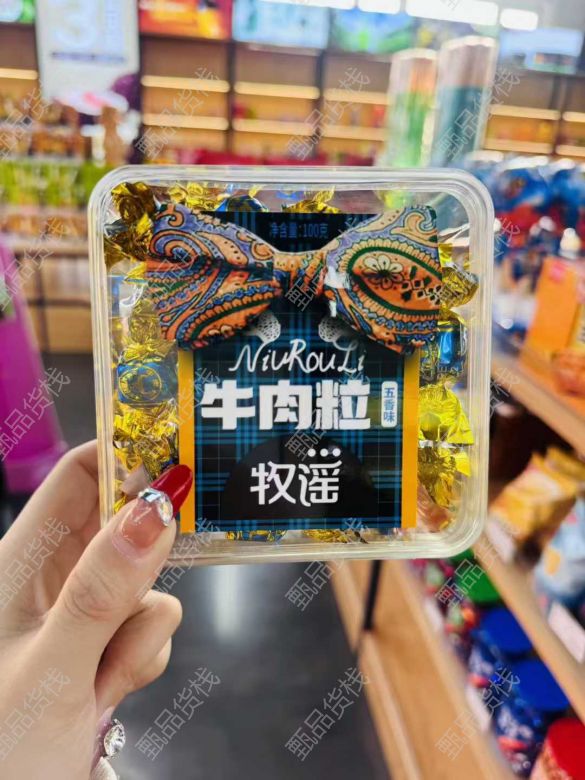 净含量:100克
NiuRouLi
牛肉粒
五香味
牧谣
甄品货栈